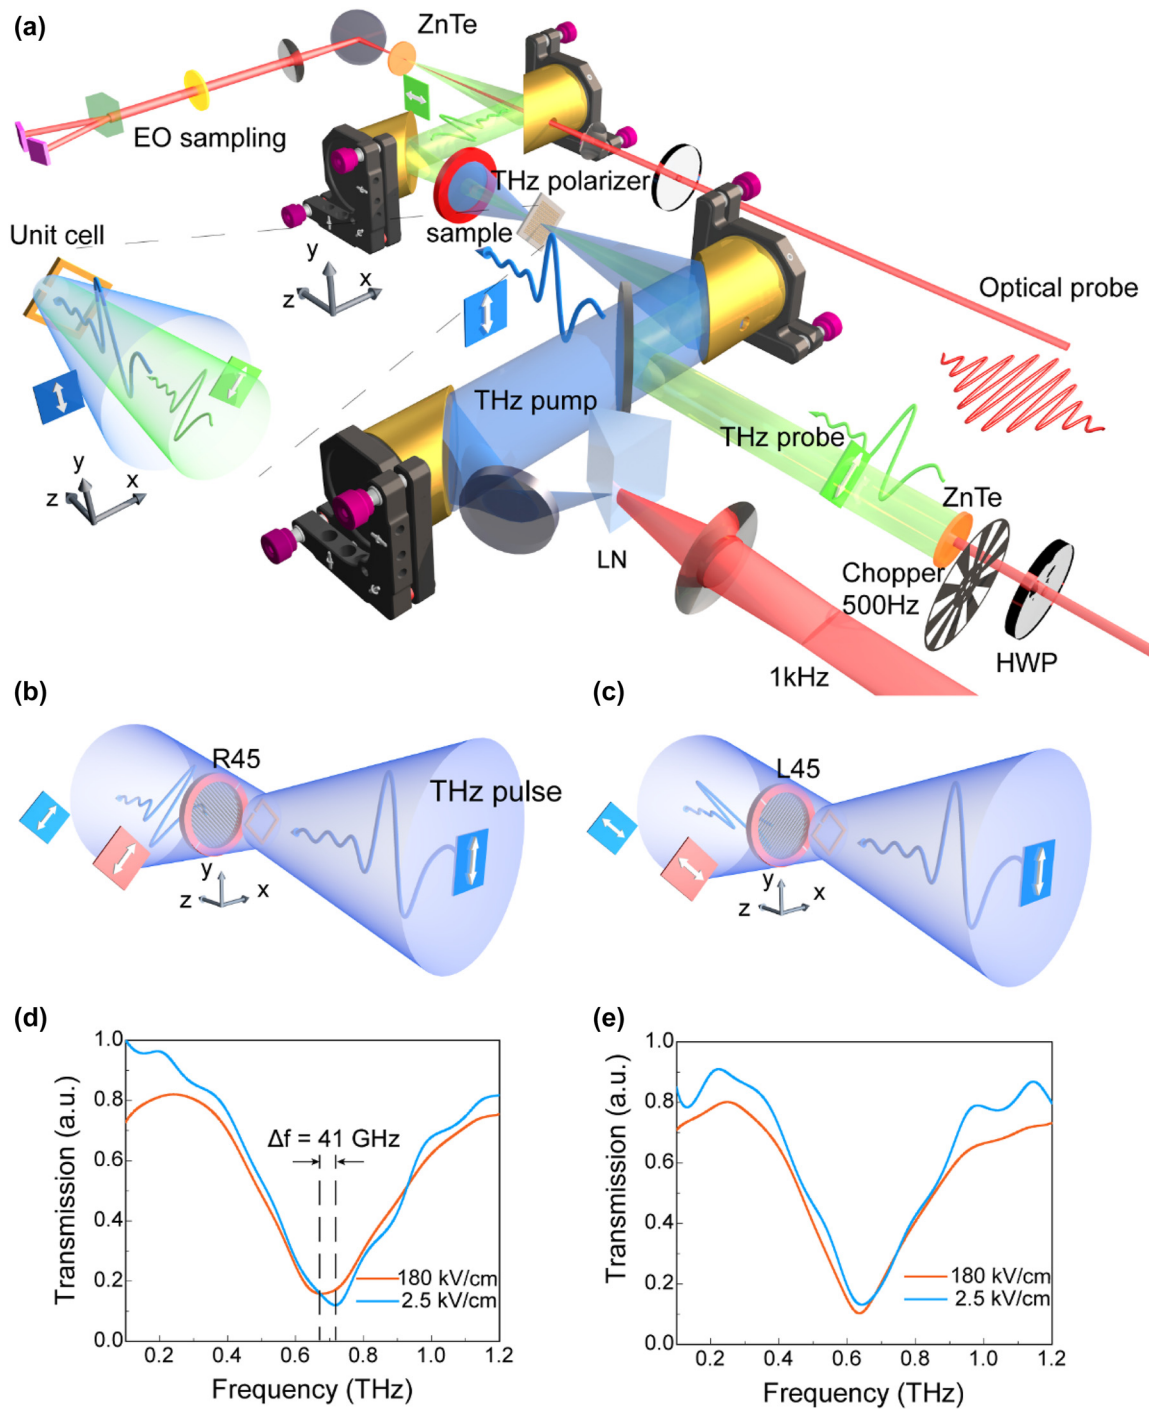 (a)
ZnTe
EO sampling
THz polarizer
sample
Unit cell
y
x
z
Optical probe
THz pump
THz probe
ZnTe
y
x
z
LN
Chopper
500Hz
HWP
1kHz
(b)
R45
THz pulse
y
x
z
(c)
L45
y
x
z
(d)
Transmission (a.u.)
1.0
0.8
0.6
0.4
0.2
0.0
Δf = 41 GHz
180 kV/cm
2.5 kV/cm
0.2 0.4 0.6 0.8 1.0 1.2
Frequency (THz)
(e)
Transmission (a.u.)
1.0
0.8
0.6
0.4
0.2
0.0
180 kV/cm
2.5 kV/cm
0.2 0.4 0.6 0.8 1.0 1.2
Frequency (THz)